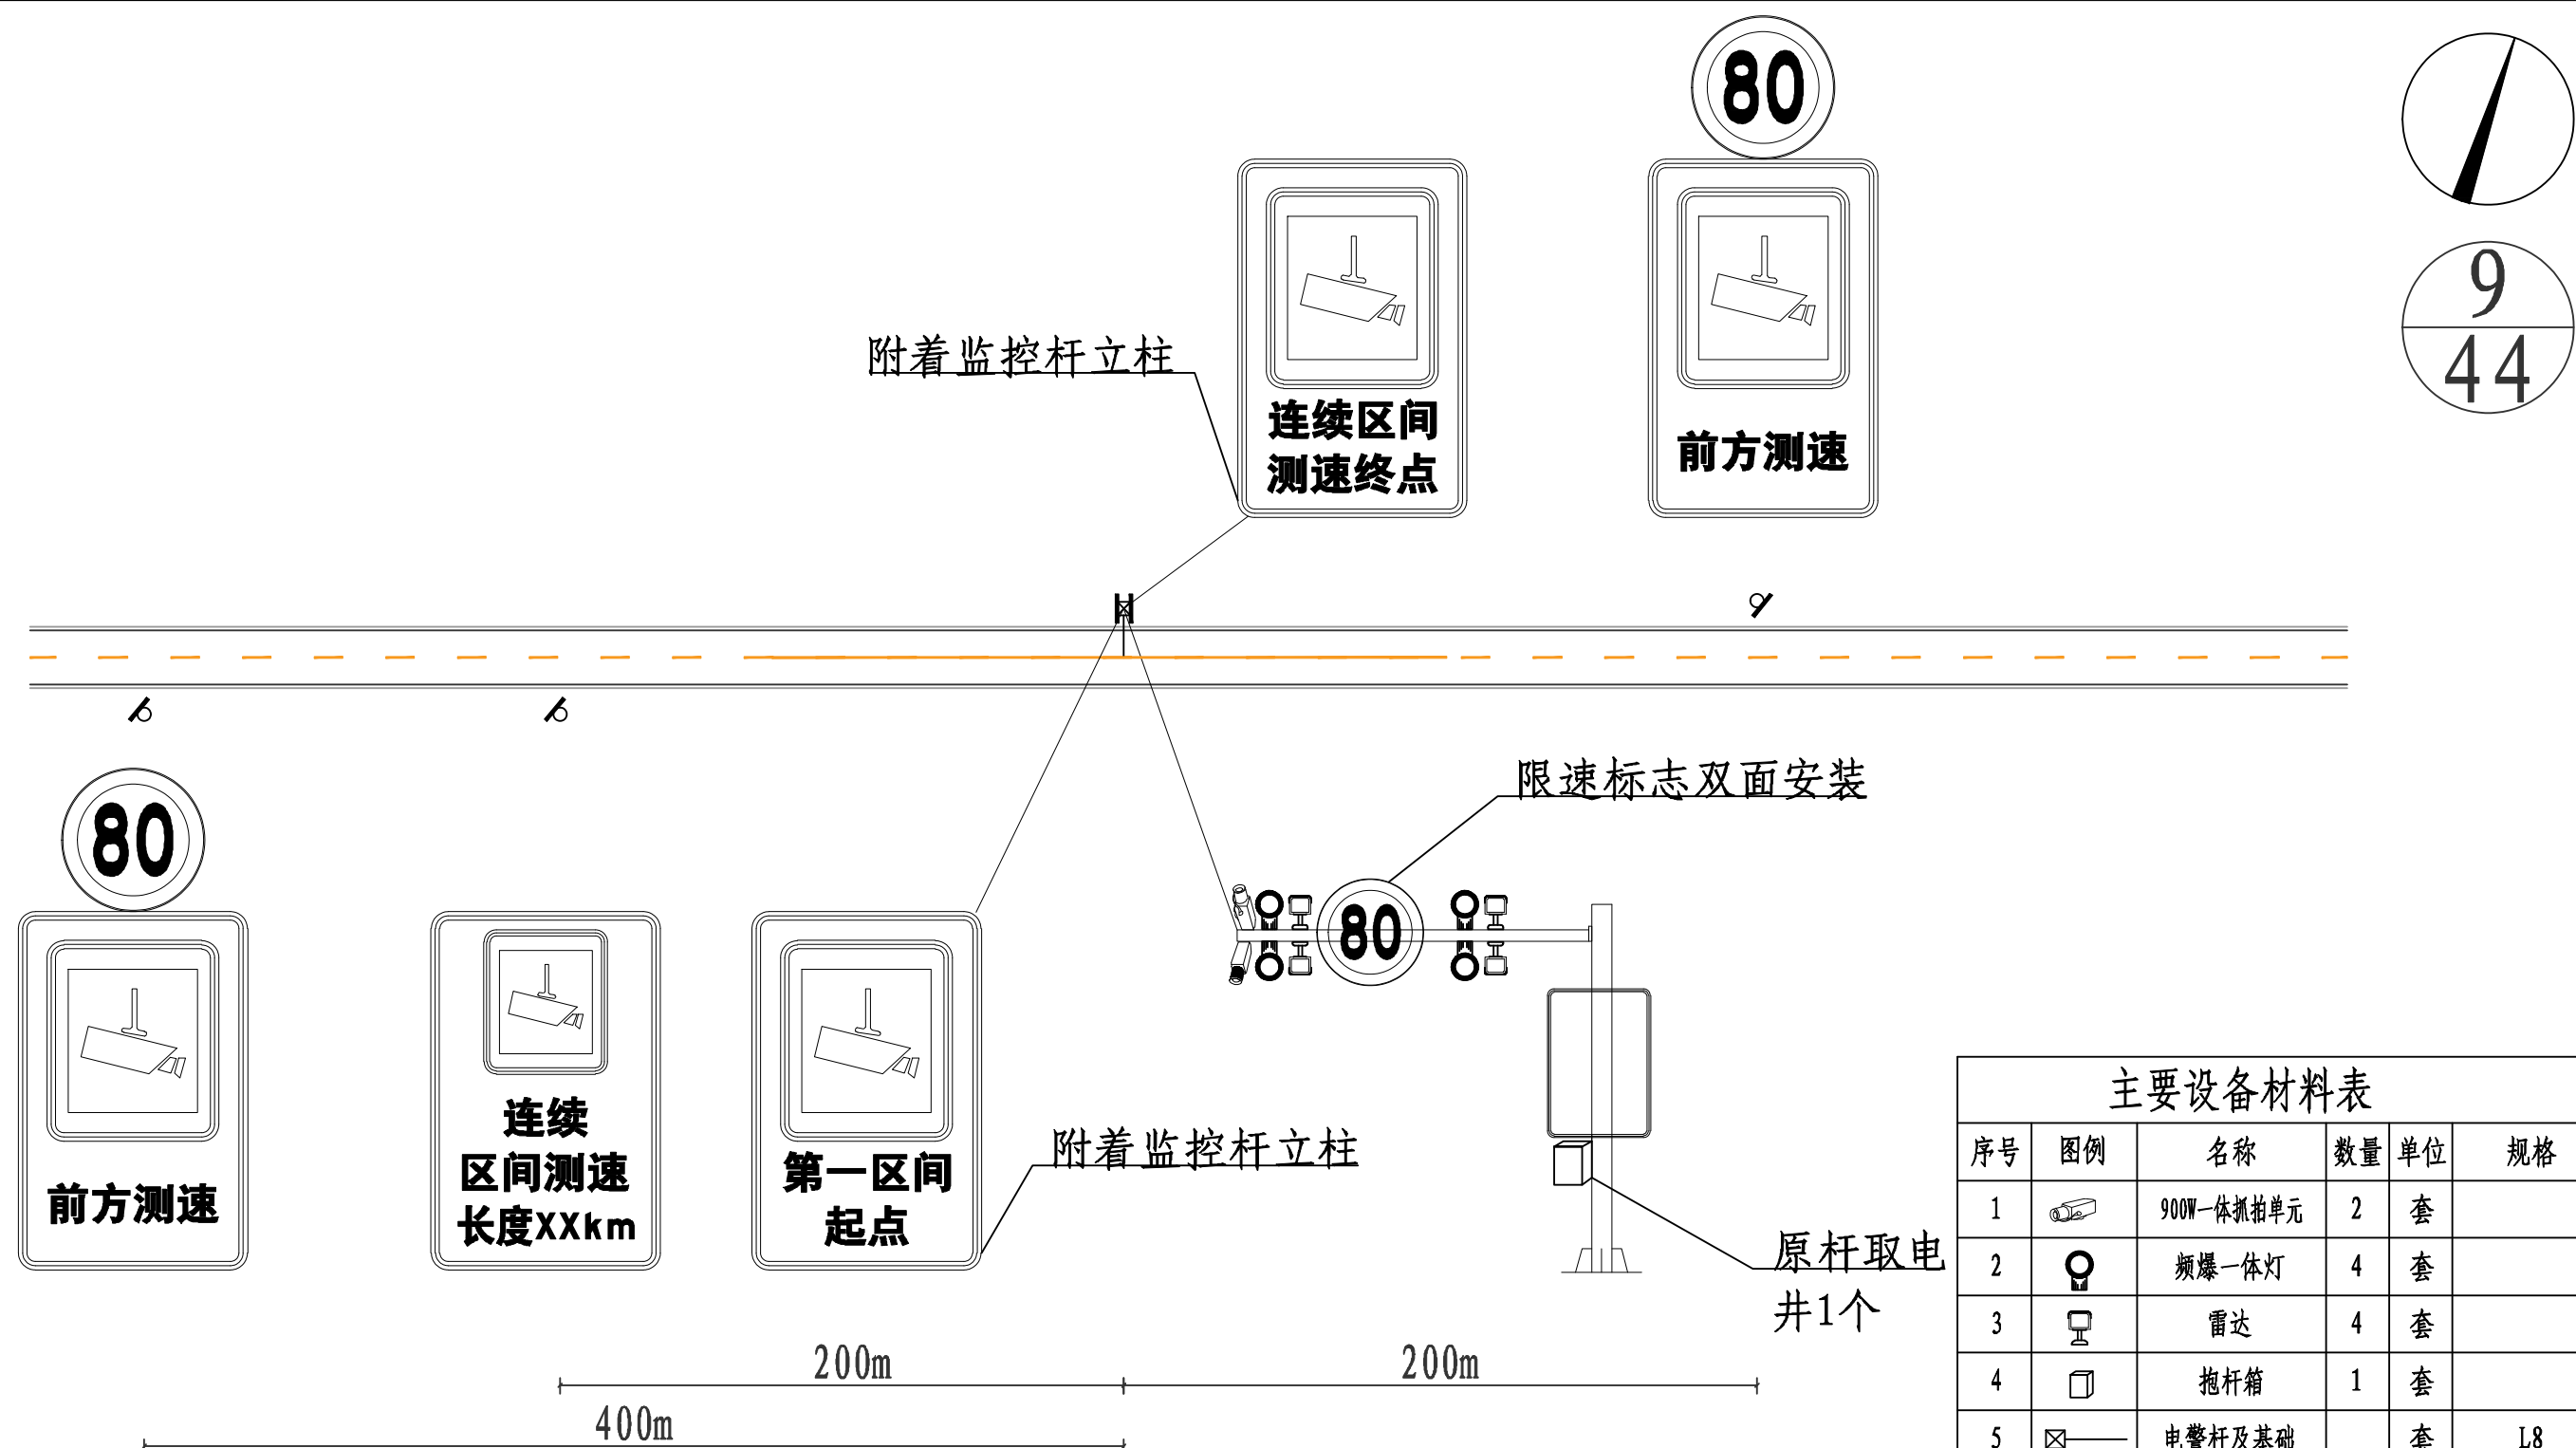 80
9
44
附着监控杆立柱
连续区间
测速终点
前方测速
限速标志双面安装
80
80
前方测速
连续
区间测速
长度XXkm
第一区间
起点
附着监控杆立柱
原杆取电
井1个
200m
200m
400m
主要设备材料表
序号 图例 名称 数量 单位 规格
1 900W一体抓拍单元 2 套
2 频爆一体灯 4 套
3 雷达 4 套
4 抱杆箱 1 套
5 电警杆及基础 套 L8